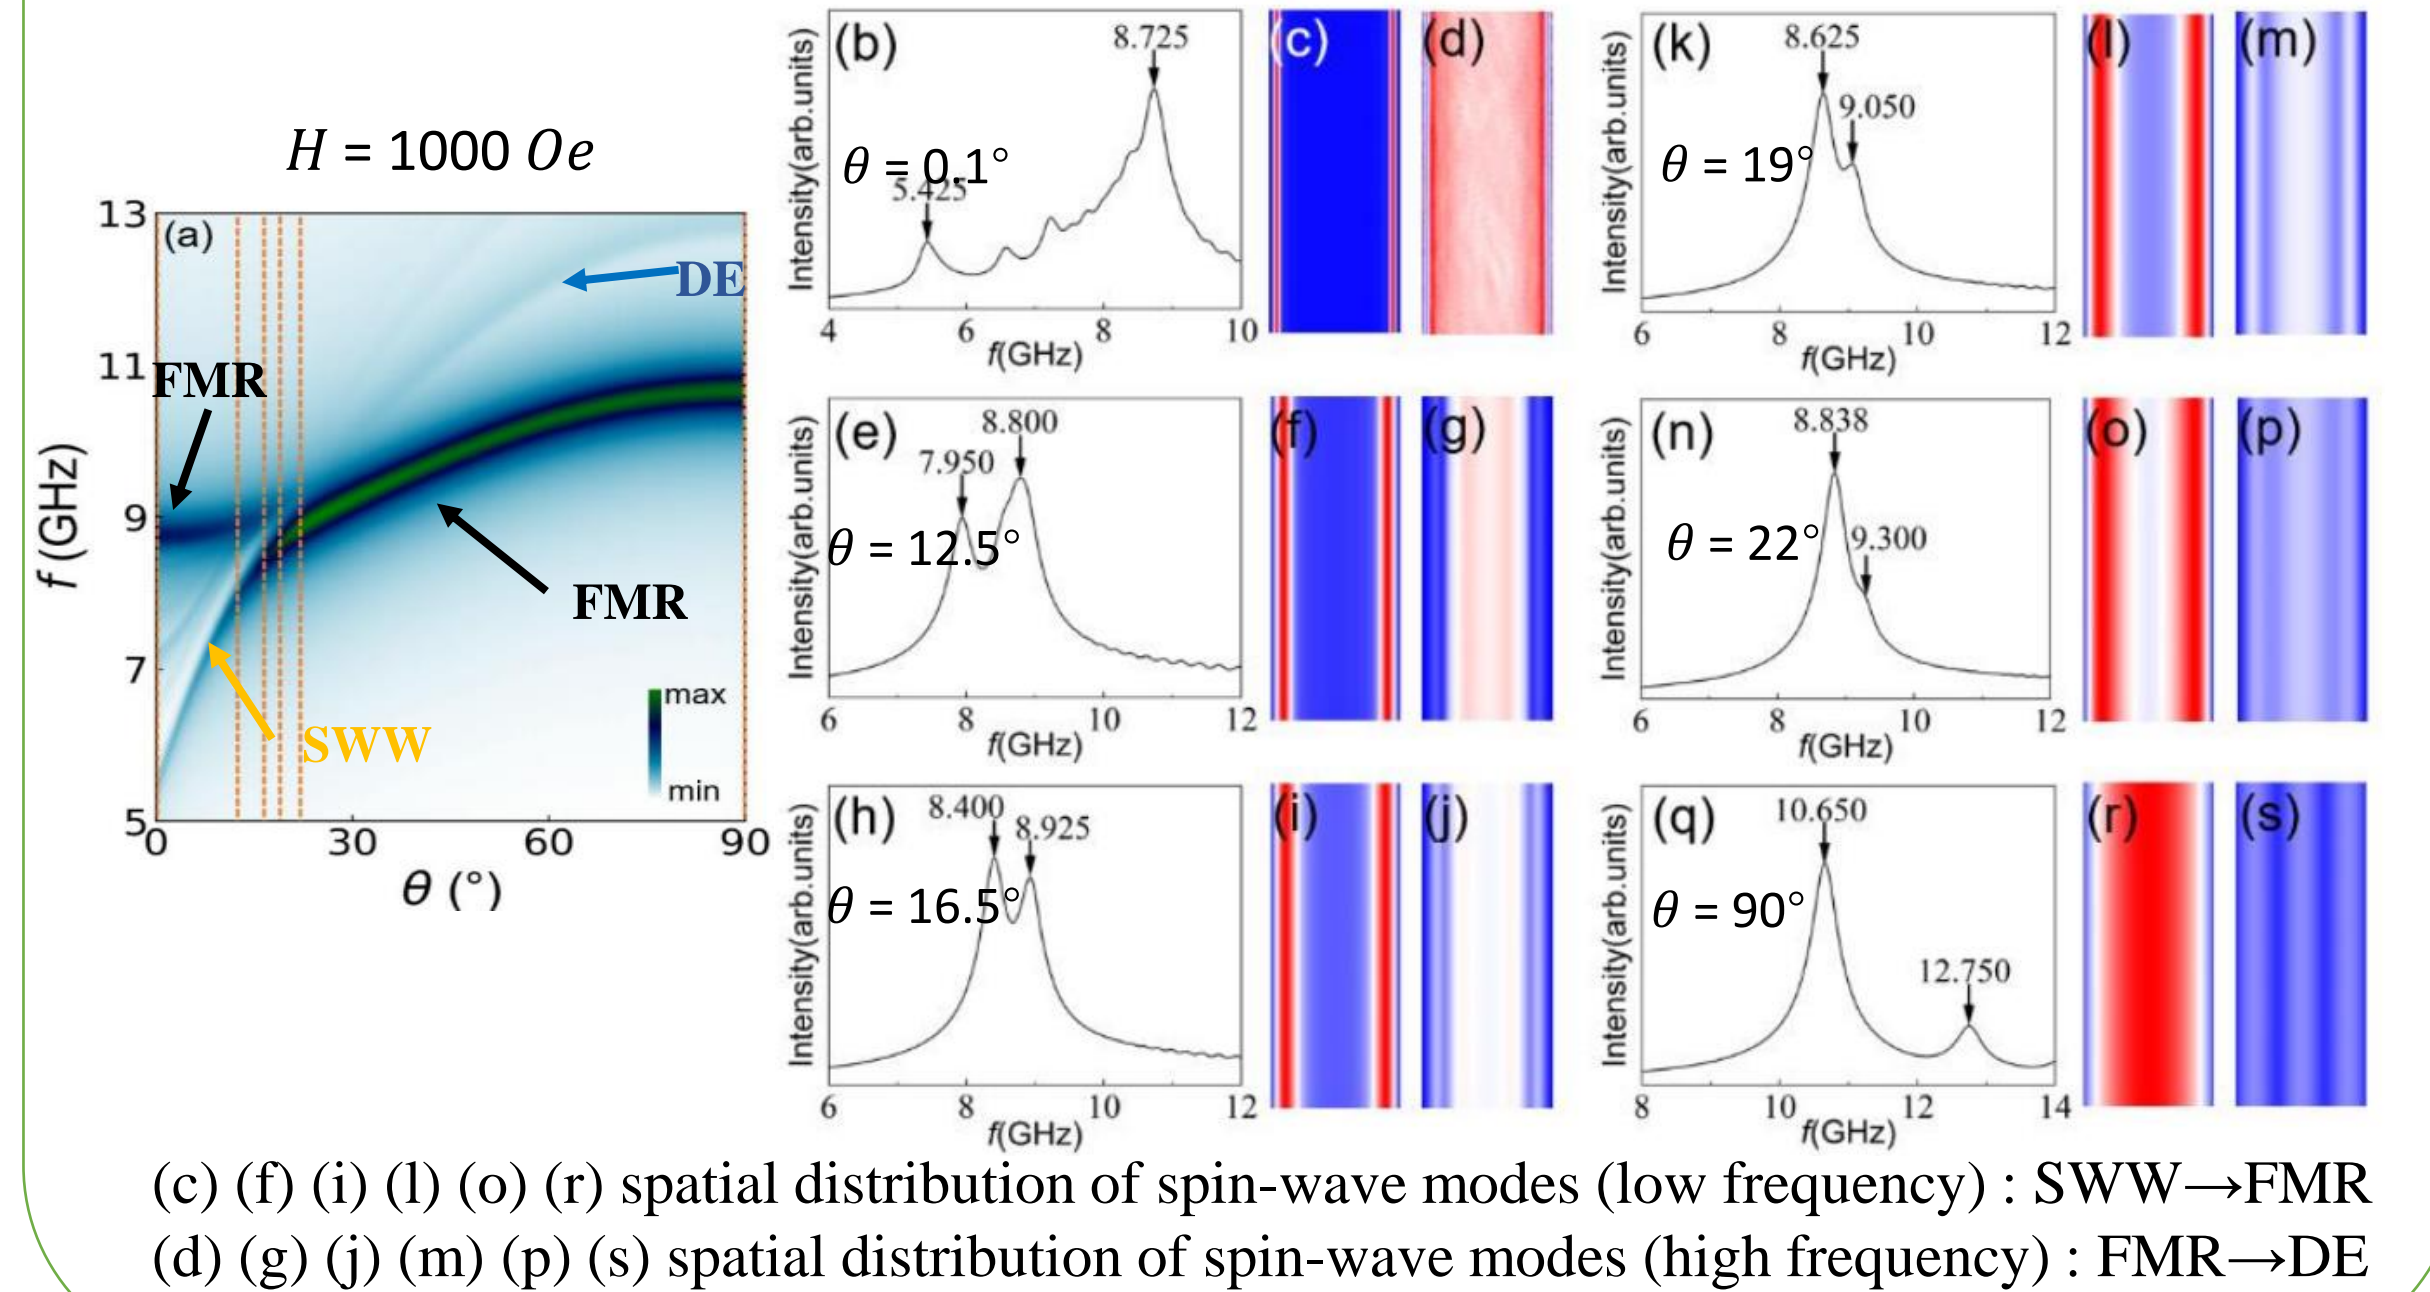 H = 1000 Oe
(a)
DE
FMR
FMR
SWW
max
min
13
11
9
7
5
0 30 60 90
f (GHz)
θ (°)
(b)
8.725
5.425
θ = 0.1°
Intensity(arb.units)
4 6 8 10
f(GHz)
(c)
(d)
(e)
8.800
7.950
θ = 12.5°
Intensity(arb.units)
6 8 10 12
f(GHz)
(f)
(g)
(h)
8.400
8.925
θ = 16.5°
Intensity(arb.units)
6 8 10 12
f(GHz)
(i)
(j)
(k)
8.625
9.050
θ = 19°
Intensity(arb.units)
6 8 10 12
f(GHz)
(l)
(m)
(n)
8.838
9.300
θ = 22°
Intensity(arb.units)
6 8 10 12
f(GHz)
(o)
(p)
(q)
10.650
12.750
θ = 90°
Intensity(arb.units)
8 10 12 14
f(GHz)
(r)
(s)
(c) (f) (i) (l) (o) (r) spatial distribution of spin-wave modes (low frequency) : SWW→FMR
(d) (g) (j) (m) (p) (s) spatial distribution of spin-wave modes (high frequency) : FMR→DE